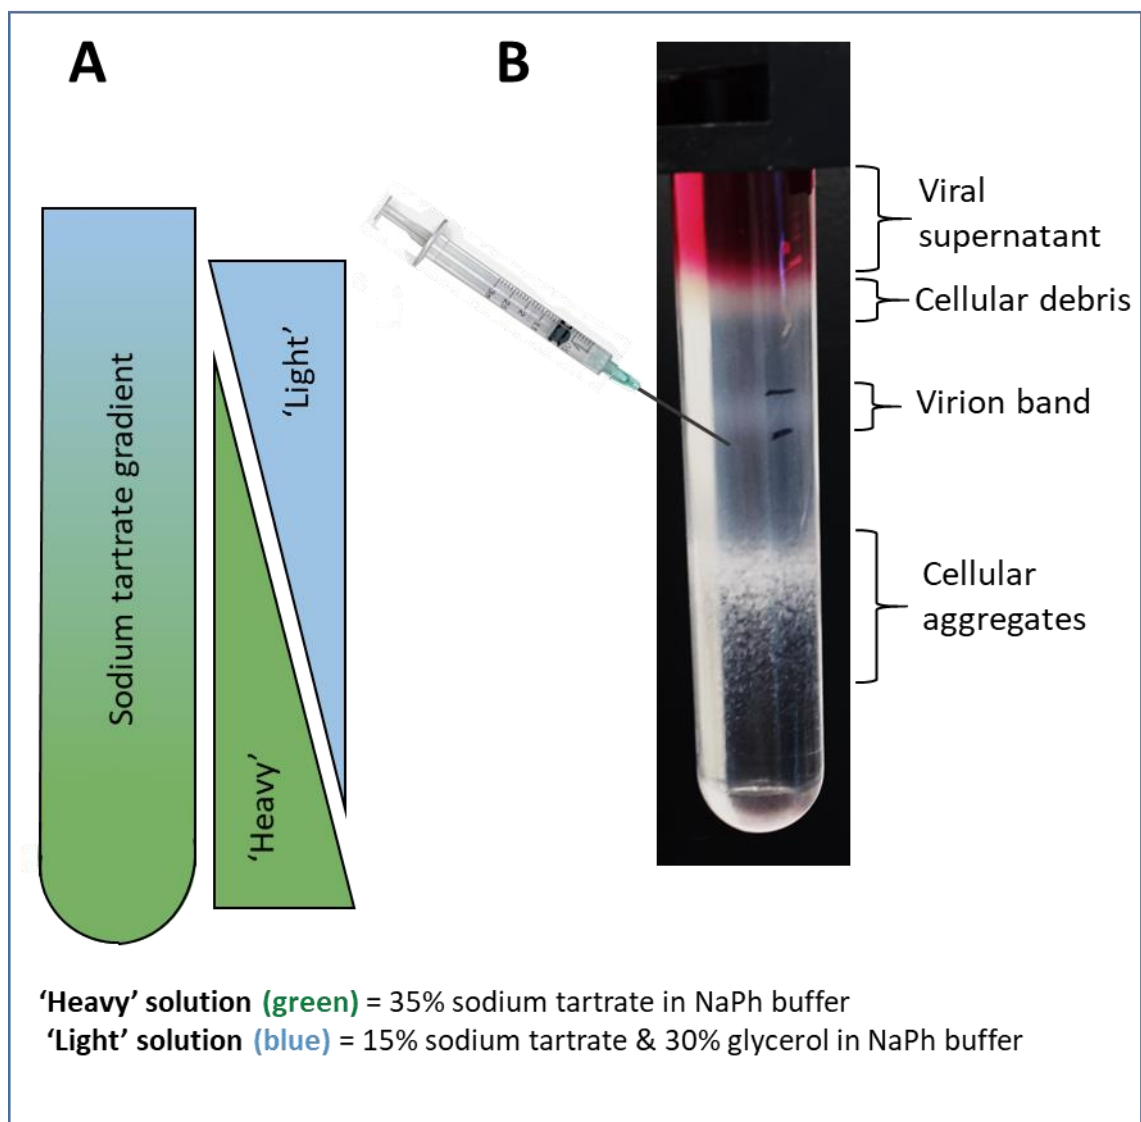 A
B
Sodium tartrate gradient
'Light'
'Heavy'
Viral
supernatant
Cellular debris
Virion band
Cellular
aggregates
‘Heavy’ solution (green) = 35% sodium tartrate in NaPh buffer
‘Light’ solution (blue) = 15% sodium tartrate & 30% glycerol in NaPh buffer